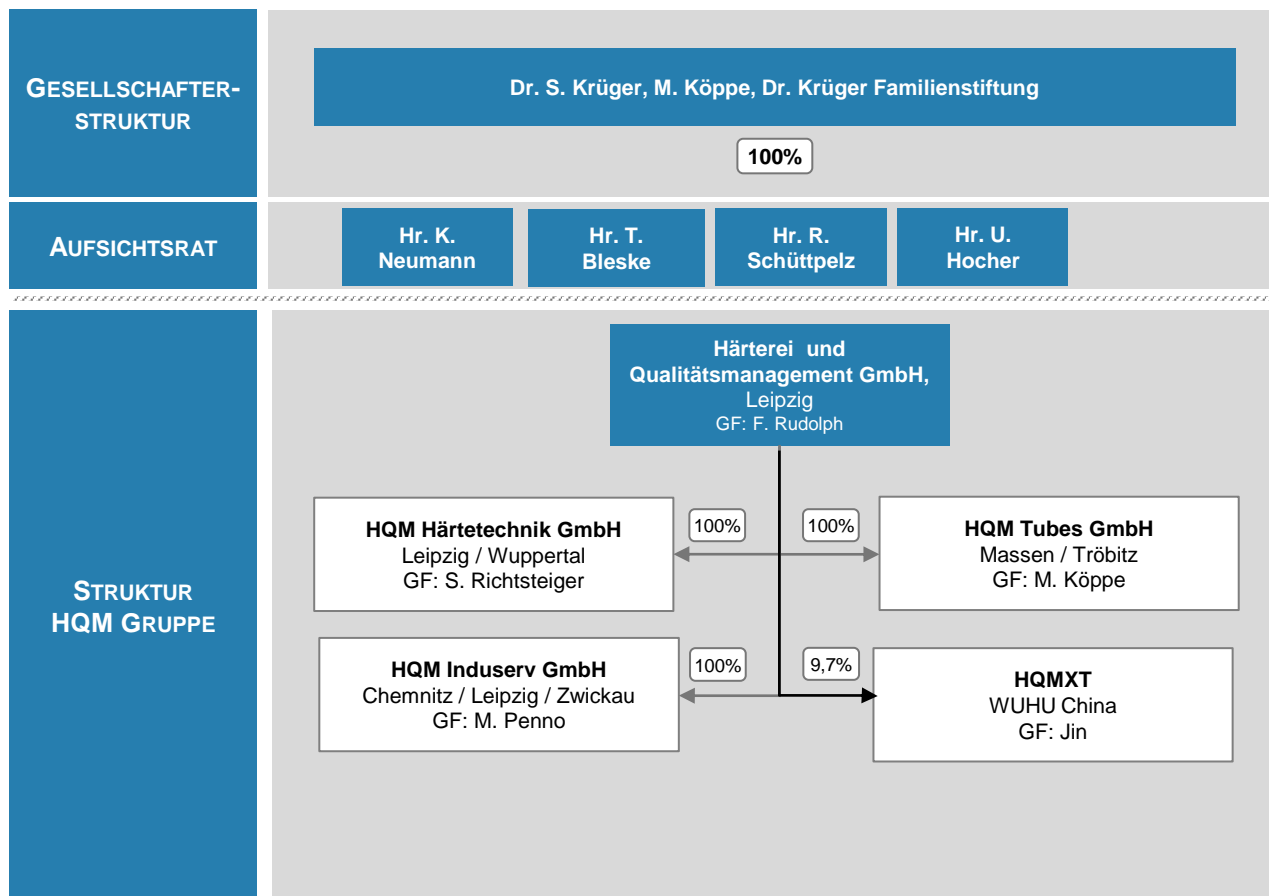 GESELLSCHAFTER-
STRUKTUR
Dr. S. Krüger, M. Köppe, Dr. Krüger Familienstiftung
100%
AUFSICHTSRAT
Hr. K.
Neumann
Hr. T.
Bleske
Hr. R.
Schüttpelz
Hr. U.
Hocher
STRUKTUR
HQM GRUPPE
Härterei und
Qualitätsmanagement GmbH,
Leipzig
GF: F. Rudolph
HQM Härtetechnik GmbH
Leipzig / Wuppertal
GF: S. Richtsteiger
100%
100%
HQM Tubes GmbH
Massen / Tröbitz
GF: M. Köppe
HQM Induserv GmbH
Chemnitz / Leipzig / Zwickau
GF: M. Penno
100%
9,7%
HQMXT
WUHU China
GF: Jin